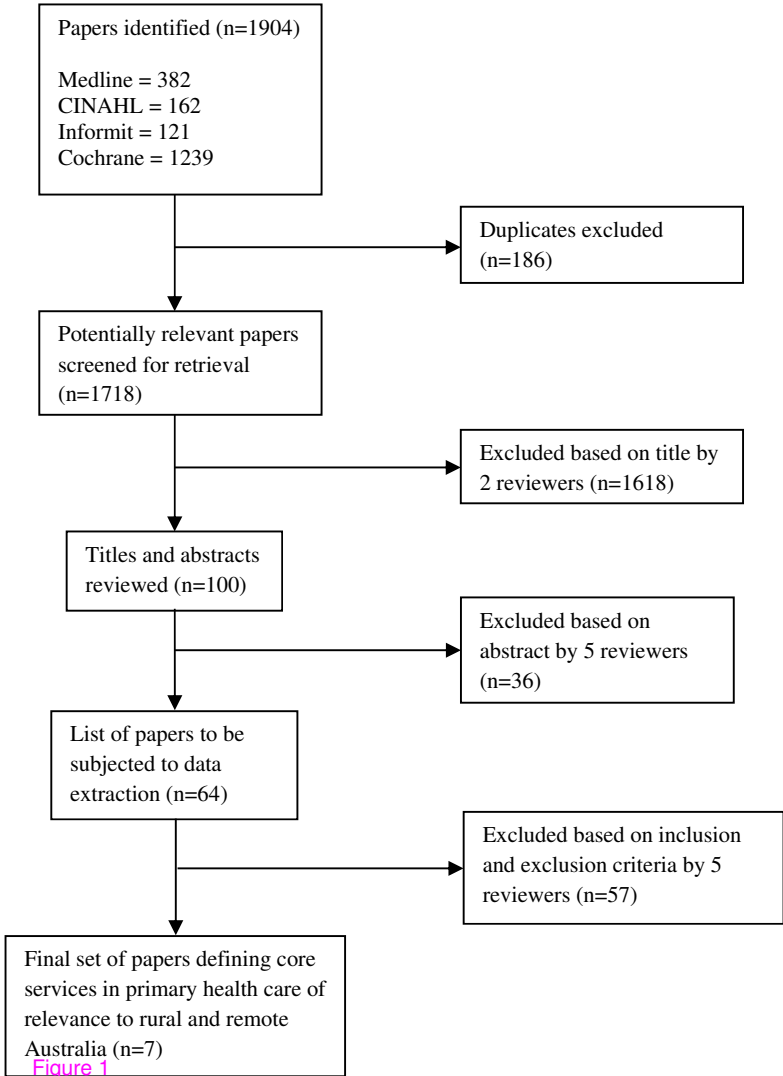 Papers identified (n=1904)
Medline = 382
CINAHL = 162
Informit = 121
Cochrane = 1239
Duplicates excluded
(n=186)
Potentially relevant papers
screened for retrieval
(n=1718)
Excluded based on title by
2 reviewers (n=1618)
Titles and abstracts
reviewed (n=100)
Excluded based on
abstract by 5 reviewers
(n=36)
List of papers to be
subjected to data
extraction (n=64)
Excluded based on inclusion
and exclusion criteria by 5
reviewers (n=57)
Final set of papers defining core
services in primary health care of
relevance to rural and remote
Australia (n=7)
Figure 1